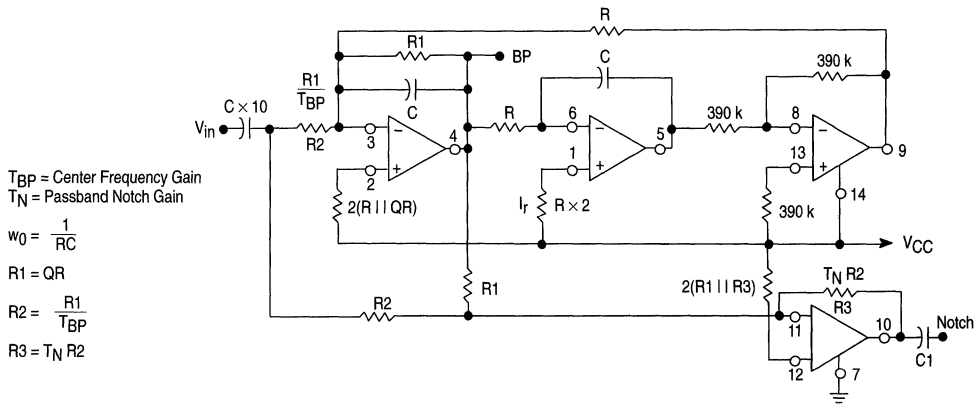 R
R1
BP
C
390 k
R1
TBP
C × 10
C
Vin
R2
3
−
4
R
6
−
5
390 k
8
−
9
2
+
1
+
13
+
14
2(R || QR)
Ir
R × 2
390 k
VCC
TBP = Center Frequency Gain
TN = Passband Notch Gain
w0 = 1
RC
R1 = QR
R2 = R1
TBP
R3 = TN R2
R2
R1
2(R1 || R3)
TN R2
R3
11
10
Notch
12
7
C1